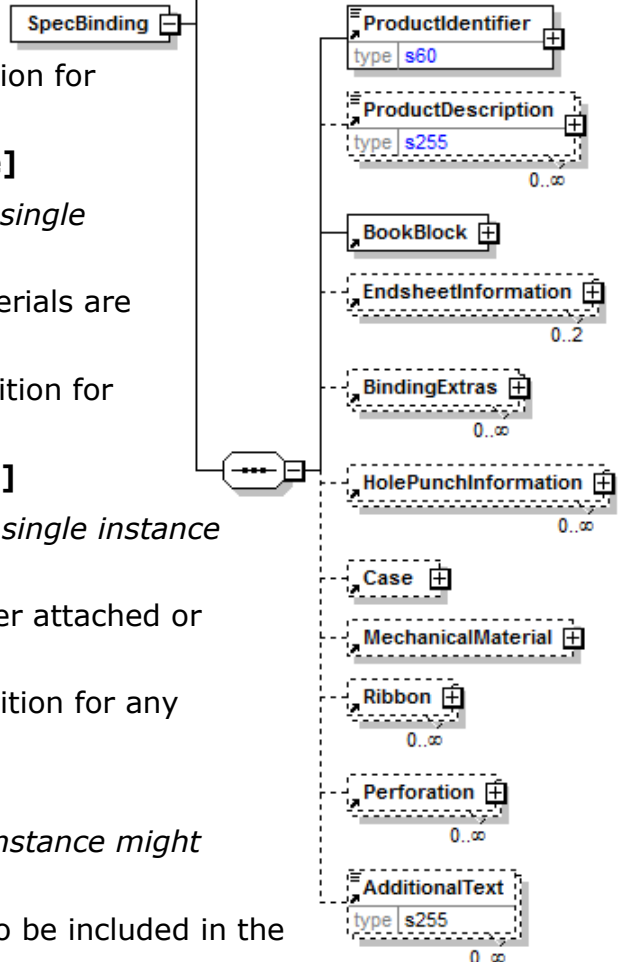 SpecBinding
ion for
e]
single
erials are
ition for
]
single instance
er attached or
ition for any
nstance might
o be included in the
ProductIdentifier
type s60
ProductDescription
type s255
0..∞
BookBlock
EndsheetInformation
0..2
BindingExtras
0..∞
HolePunchInformation
0..∞
Case
MechanicalMaterial
Ribbon
0..∞
Perforation
0..∞
AdditionalText
type s255
0..∞